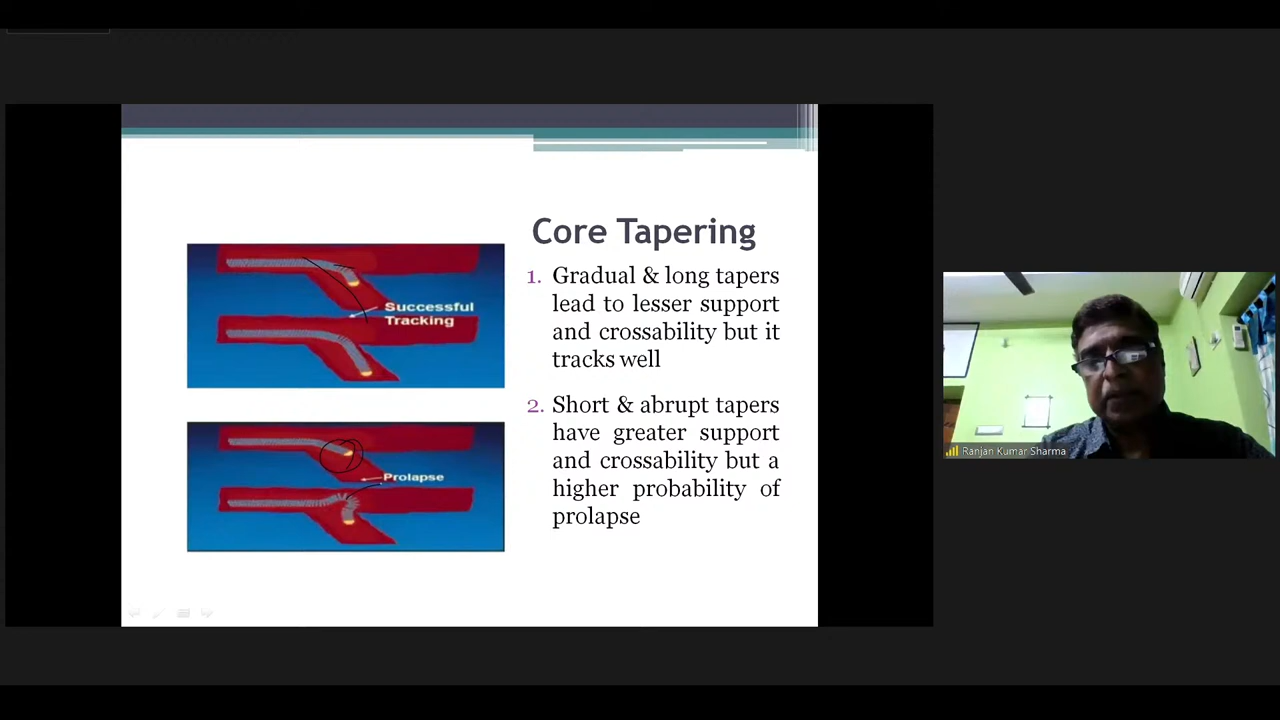 Core Tapering
Successful
Tracking
Prolapse
1. Gradual & long tapers
lead to lesser support
and crossability but it
tracks well
2. Short & abrupt tapers
have greater support
and crossability but a
higher probability of
prolapse
Ranjan Kumar Sharma